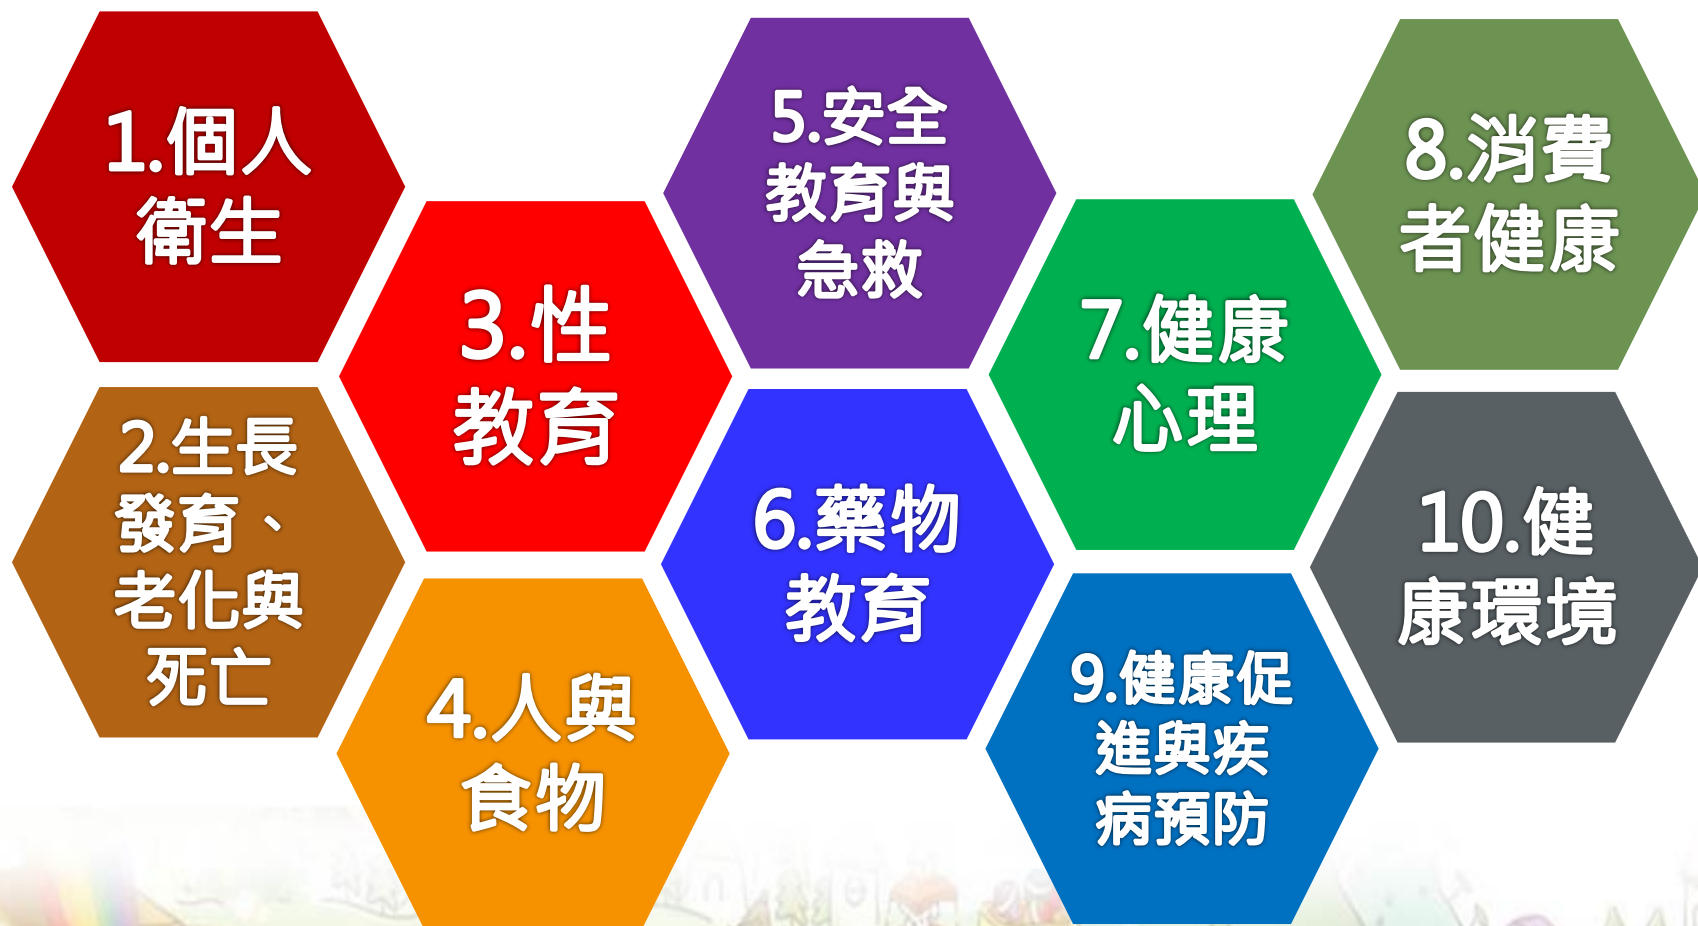 1.個人
衛生
2.生長
發育、
老化與
死亡
3.性
教育
4.人與
食物
5.安全
教育與
急救
6.藥物
教育
7.健康
心理
8.消費
者健康
9.健康促
進與疾
病預防
10.健
康環境